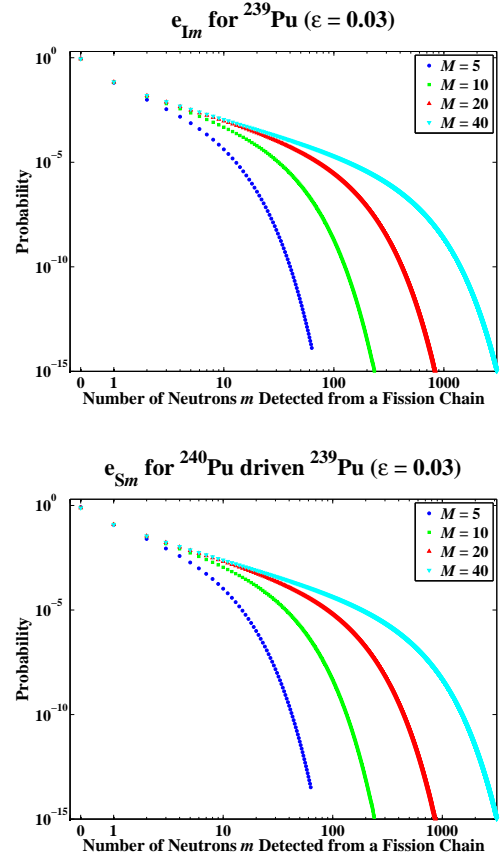 e_Im for ²³⁹Pu (ε = 0.03)
10⁰
10⁻⁵
10⁻¹⁰
10⁻¹⁵
Probability
M = 5
M = 10
M = 20
M = 40
0 1 10 100 1000
Number of Neutrons m Detected from a Fission Chain
e_Sm for ²⁴⁰Pu driven ²³⁹Pu (ε = 0.03)
10⁰
10⁻⁵
10⁻¹⁰
10⁻¹⁵
Probability
M = 5
M = 10
M = 20
M = 40
0 1 10 100 1000
Number of Neutrons m Detected from a Fission Chain